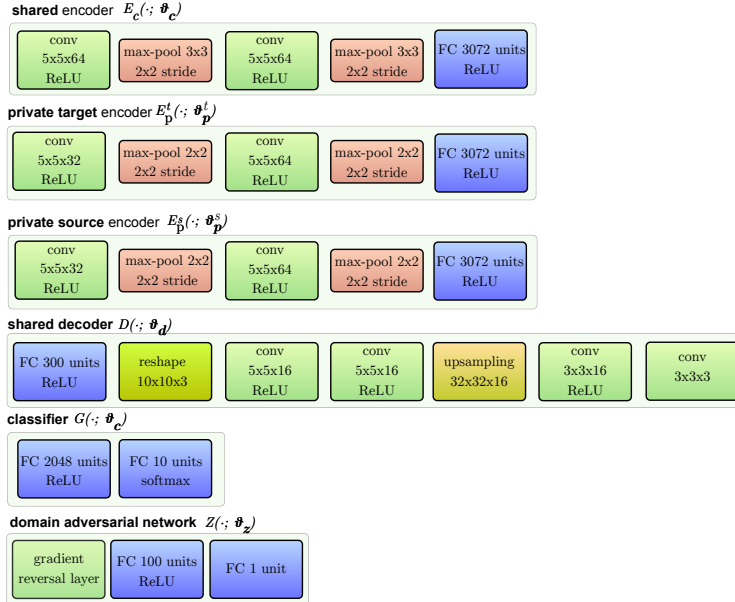 shared encoder E_c(·; ϑ_c)
conv max-pool 3x3 conv max-pool 3x3 FC 3072 units
5x5x64 2x2 stride 5x5x64 2x2 stride ReLU
ReLU ReLU
private target encoder E_p^t(·; ϑ_p^t)
conv max-pool 2x2 conv max-pool 2x2 FC 3072 units
5x5x32 2x2 stride 5x5x64 2x2 stride ReLU
ReLU ReLU
private source encoder E_p^s(·; ϑ_p^s)
conv max-pool 2x2 conv max-pool 2x2 FC 3072 units
5x5x32 2x2 stride 5x5x64 2x2 stride ReLU
ReLU ReLU
shared decoder D(·; ϑ_d)
FC 300 units reshape conv conv upsampling conv conv
ReLU 10x10x3 5x5x16 5x5x16 32x32x16 3x3x16 3x3x3
ReLU ReLU ReLU
classifier G(·; ϑ_c)
FC 2048 units FC 10 units
ReLU softmax
domain adversarial network Z(·; ϑ_z)
gradient FC 100 units FC 1 unit
reversal layer ReLU